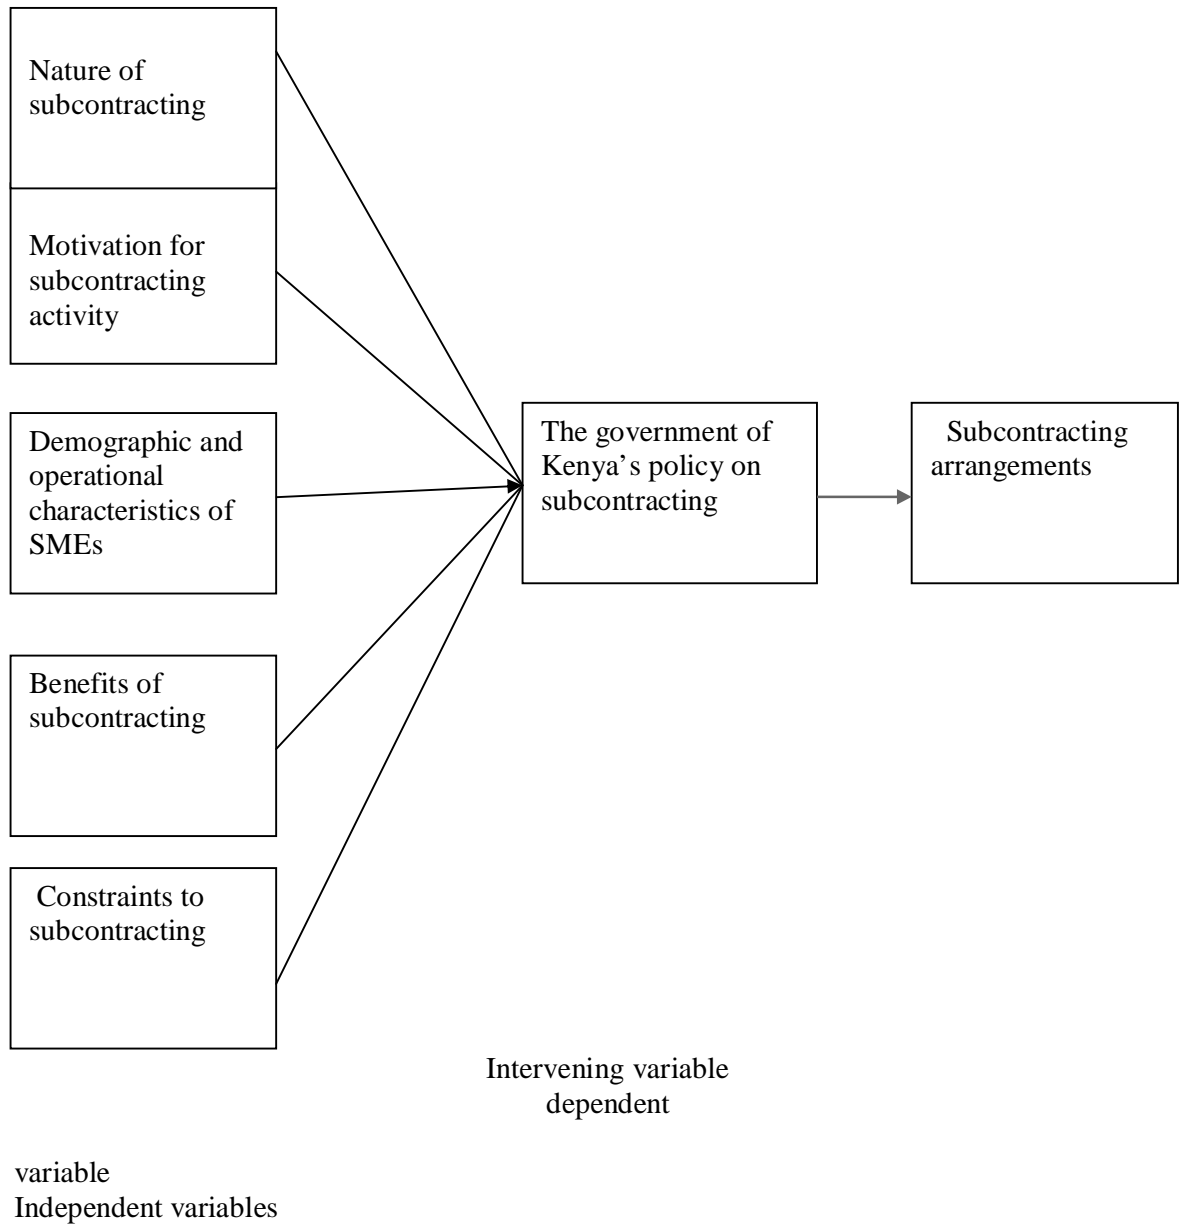 Nature of
subcontracting
Motivation for
subcontracting
activity
Demographic and
operational
characteristics of
SMEs
Benefits of
subcontracting
Constraints to
subcontracting
The government of
Kenya’s policy on
subcontracting
Subcontracting
arrangements
Intervening variable
dependent
variable
Independent variables